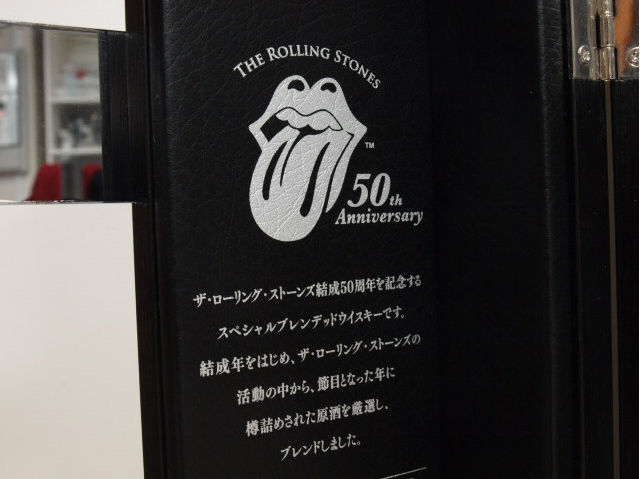 THE ROLLING STONES
TM
50th
Anniversary
ザ・ローリング・ストーンズ結成50周年を記念する
スペシャルブレンデッドウイスキーです。
結成年をはじめ、ザ・ローリング・ストーンズの
活動の中から、節目となった年に
樽詰めされた原酒を厳選し、
ブレンドしました。